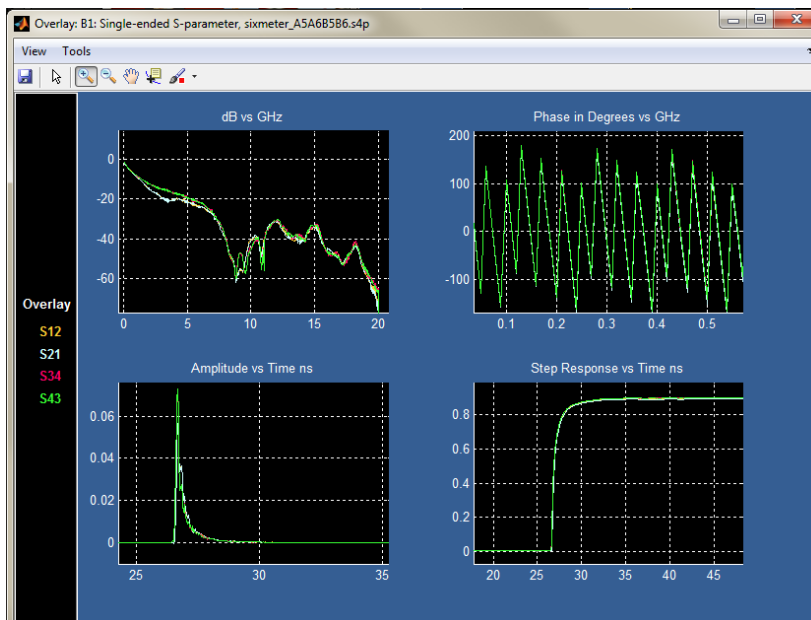 Overlay: B1: Single-ended S-parameter, sixmeter_A5A6B5B6.s4p
View Tools
dB vs GHz
0
-20
-40
-60
0 5 10 15 20
Phase in Degrees vs GHz
200
100
0
-100
0.1 0.2 0.3 0.4 0.5
Overlay
S12
S21
S34
S43
Amplitude vs Time ns
0.06
0.04
0.02
0
25 30 35
Step Response vs Time ns
0.8
0.6
0.4
0.2
0
20 25 30 35 40 45